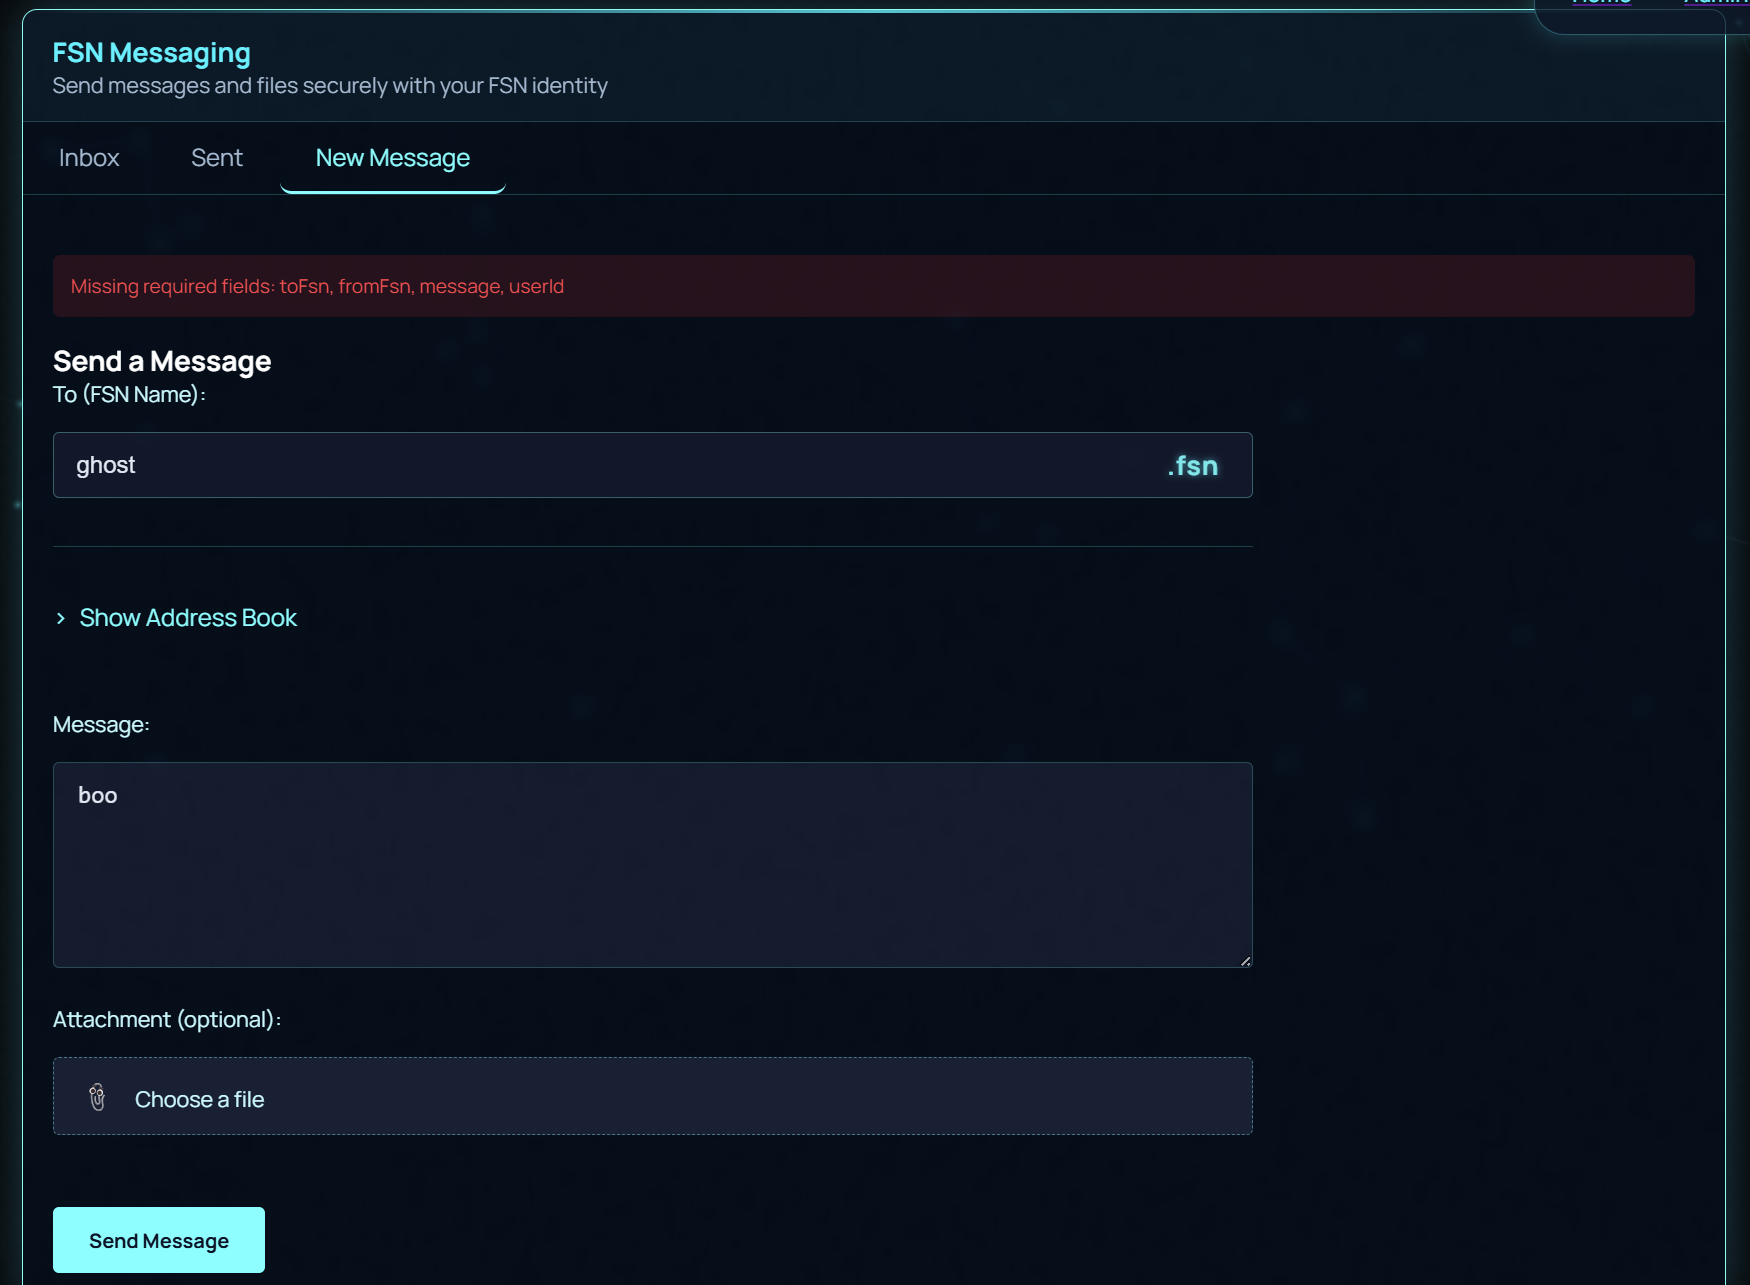 Home Admin
FSN Messaging
Send messages and files securely with your FSN identity
Inbox Sent New Message
Missing required fields: toFsn, fromFsn, message, userId
Send a Message
To (FSN Name):
ghost .fsn
› Show Address Book
Message:
boo
Attachment (optional):
Choose a file
Send Message